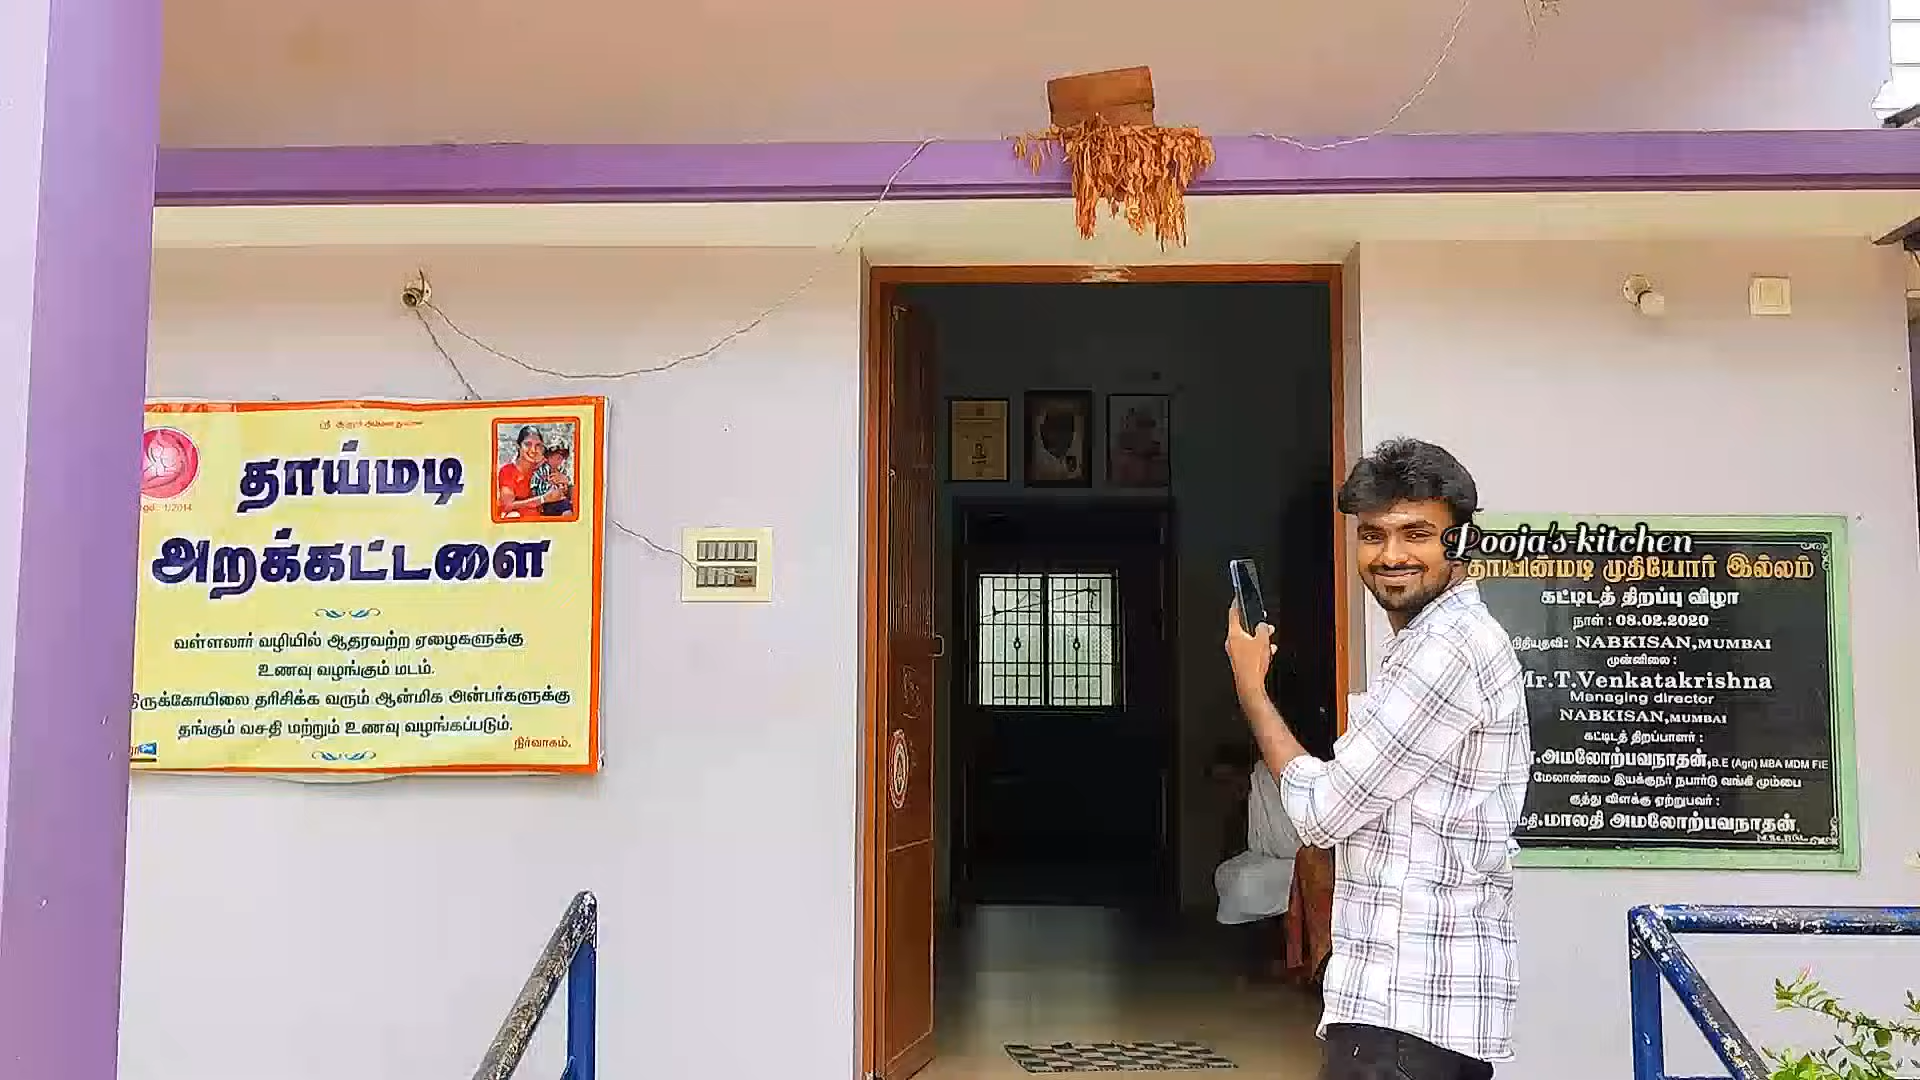 தாய்மடி
அறக்கட்டளை
வள்ளலார் வழியில் ஆதரவற்ற ஏழைகளுக்கு
உணவு வழங்கும் மடம்.
திருக்கோயிலை தரிசிக்க வரும் ஆன்மிக அன்பர்களுக்கு
தங்கும் வசதி மற்றும் உணவு வழங்கப்படும்.
நிர்வாகம்.
Pooja's kitchen
தாயின்மடி முதியோர் இல்லம்
கட்டிடத் திறப்பு விழா
நாள் : 08.02.2020
நிதியுதவி: NABKISAN,MUMBAI
முன்னிலை :
Mr.T.Venkatakrishna
Managing director
NABKISAN,MUMBAI
கட்டிடத் திறப்பாளர் :
.அமலோற்பவநாதன்,B.E (Agri) MBA MDM FIE
மேலாண்மை இயக்குநர் நபார்டு வங்கி மும்பை
குத்து விளக்கு ஏற்றுபவர் :
மதி.மாலதி அமலோற்பவநாதன்,